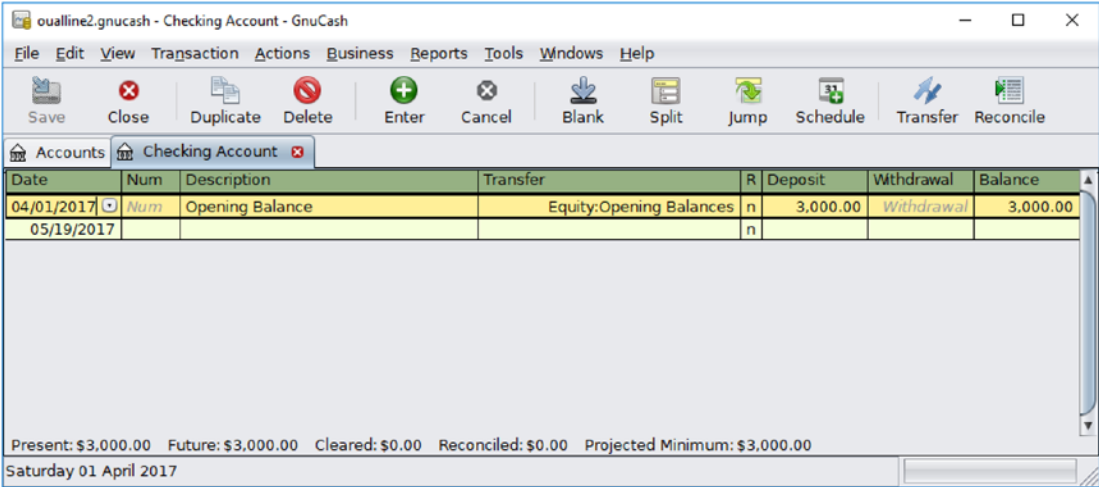 oualline2.gnucash - Checking Account - GnuCash
File Edit View Transaction Actions Business Reports Tools Windows Help
Save Close Duplicate Delete Enter Cancel Blank Split Jump Schedule Transfer Reconcile
Accounts Checking Account
Date Num Description Transfer R Deposit Withdrawal Balance
04/01/2017 Num Opening Balance Equity:Opening Balances n 3,000.00 Withdrawal 3,000.00
05/19/2017 n
Present: $3,000.00 Future: $3,000.00 Cleared: $0.00 Reconciled: $0.00 Projected Minimum: $3,000.00
Saturday 01 April 2017